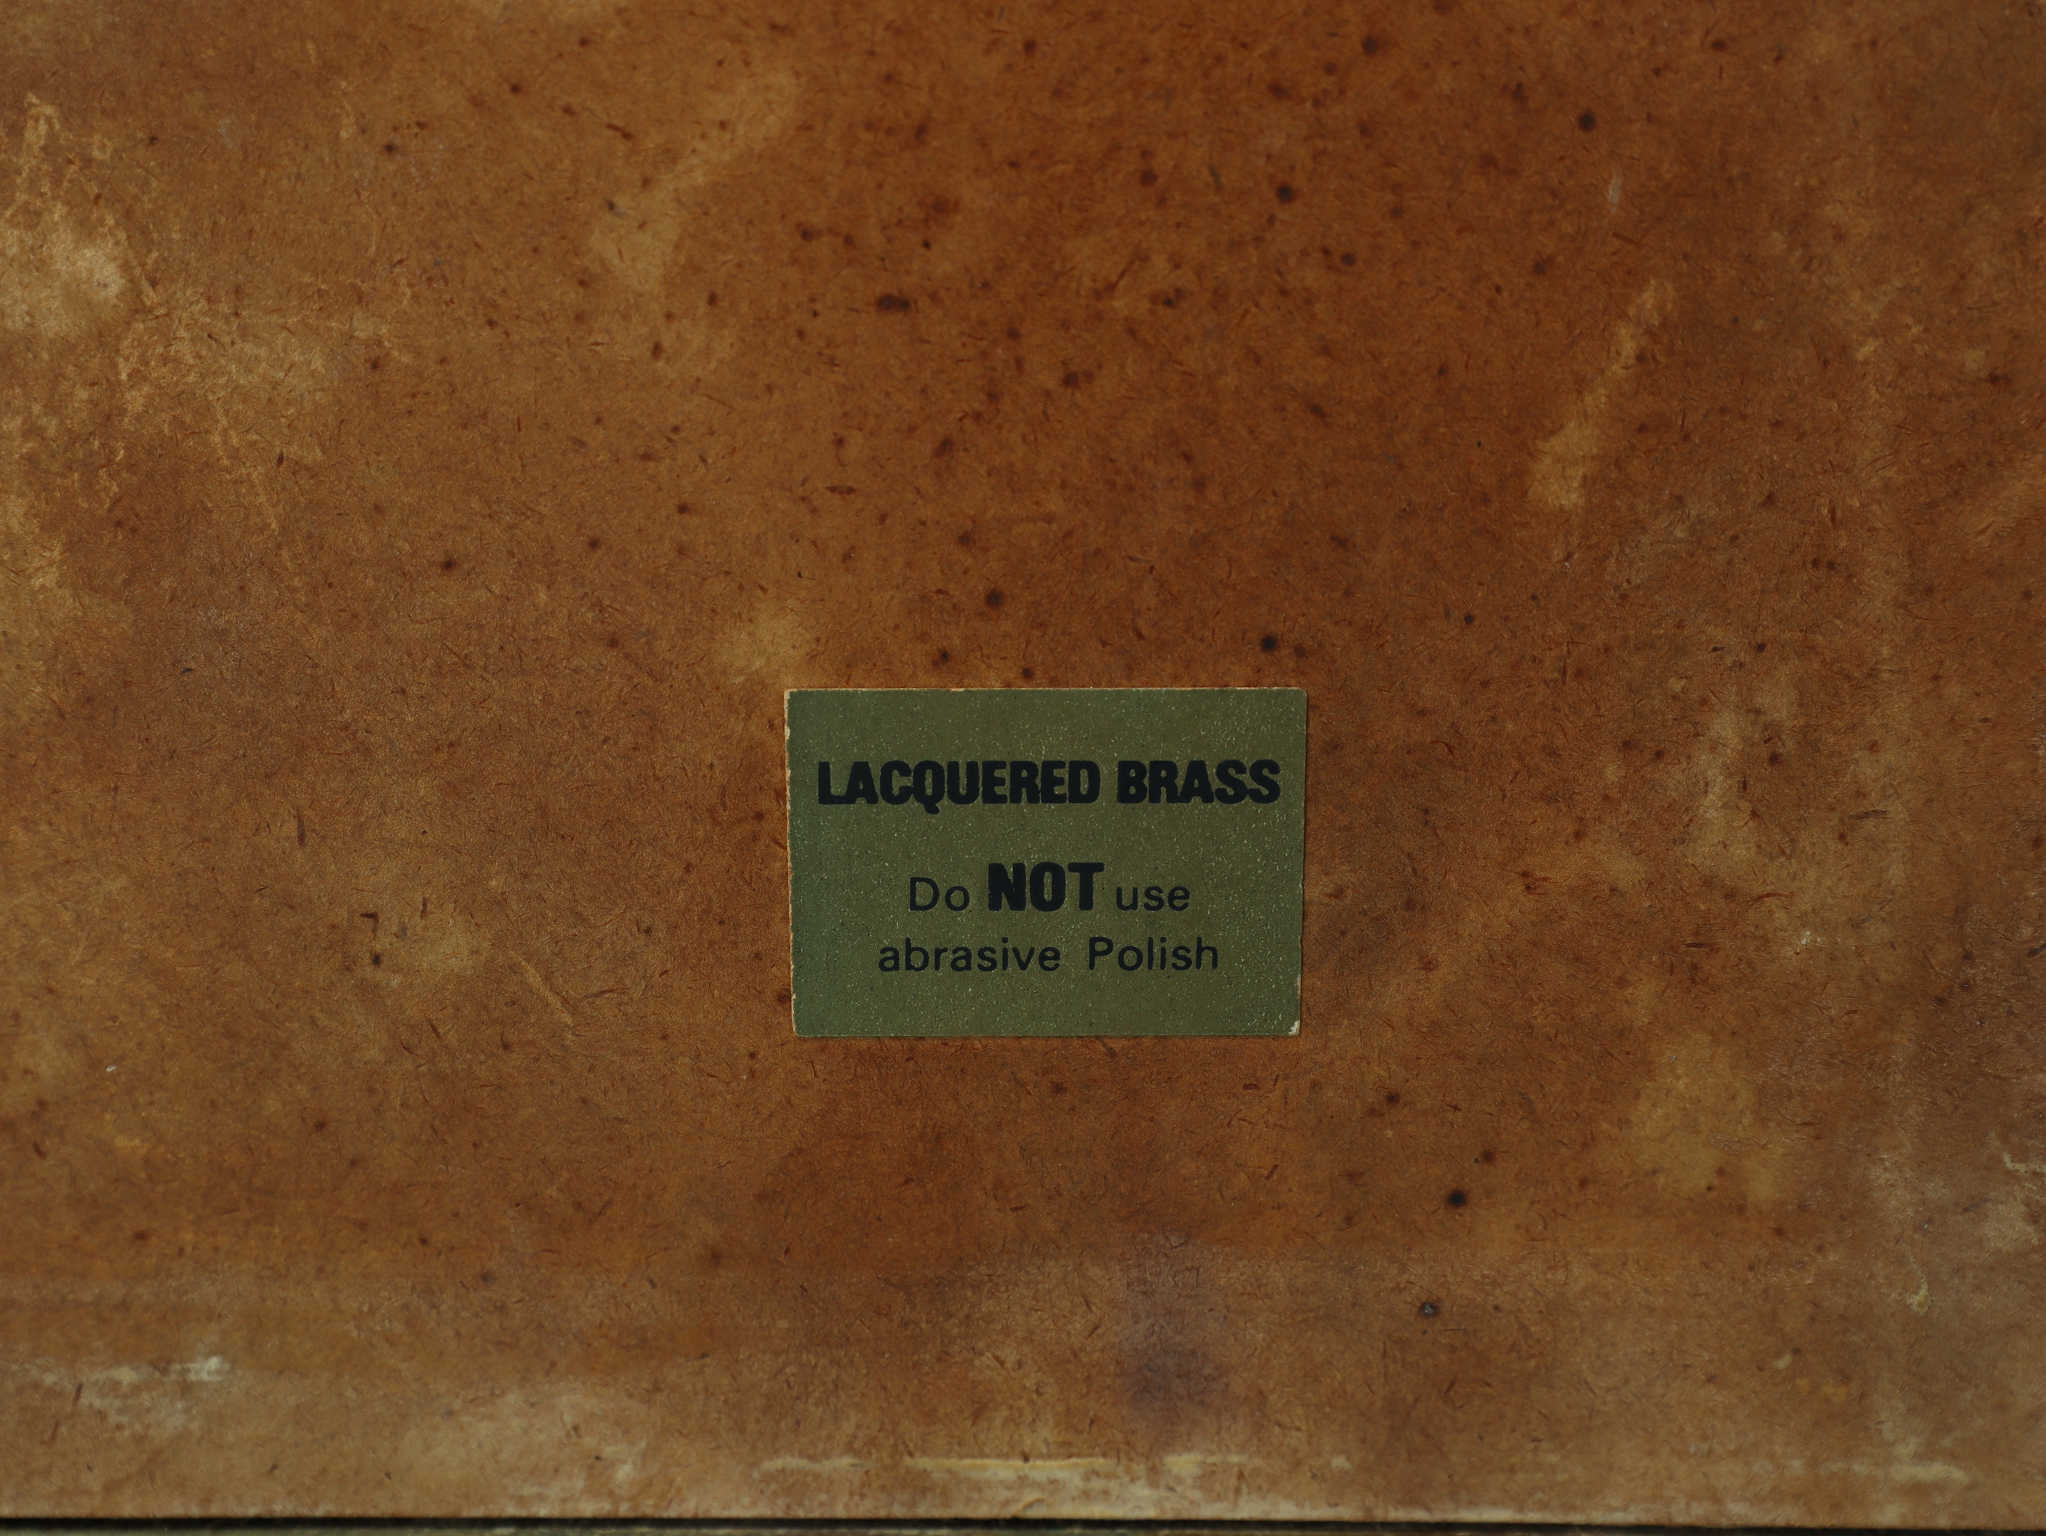 LACQUERED BRASS
Do NOT use
abrasive Polish